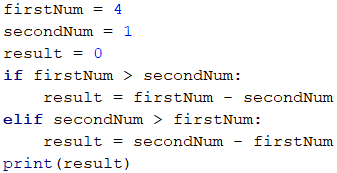 firstNum = 4
secondNum = 1
result = 0
if firstNum > secondNum:
    result = firstNum - secondNum
elif secondNum > firstNum:
    result = secondNum - firstNum
print(result)